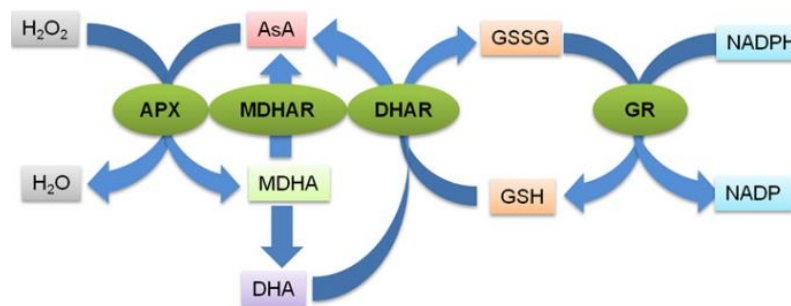 H₂O₂
AsA
GSSG
NADPH
APX
MDHAR
DHAR
GR
H₂O
MDHA
GSH
NADP
DHA